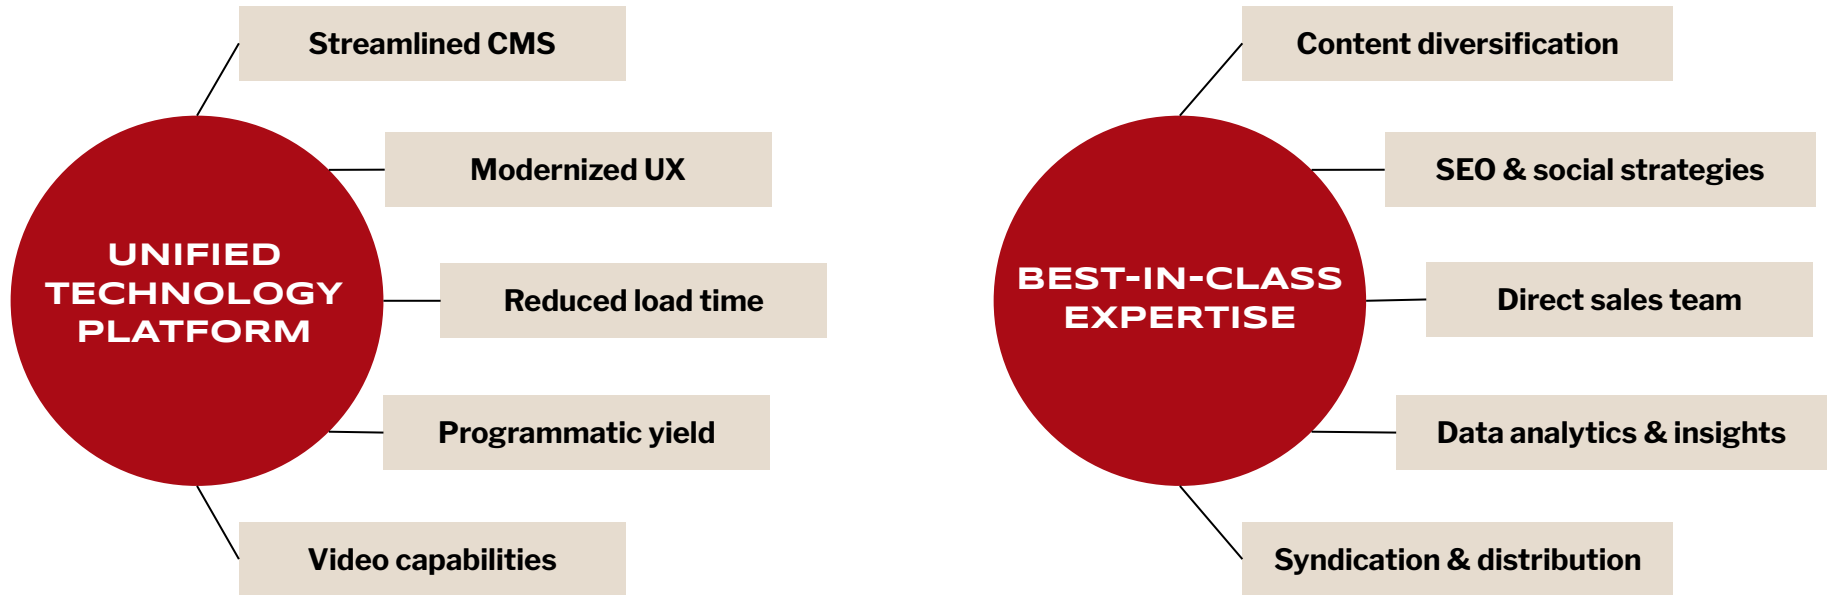 UNIFIED
TECHNOLOGY
PLATFORM
Streamlined CMS
Modernized UX
Reduced load time
Programmatic yield
Video capabilities
BEST-IN-CLASS
EXPERTISE
Content diversification
SEO & social strategies
Direct sales team
Data analytics & insights
Syndication & distribution